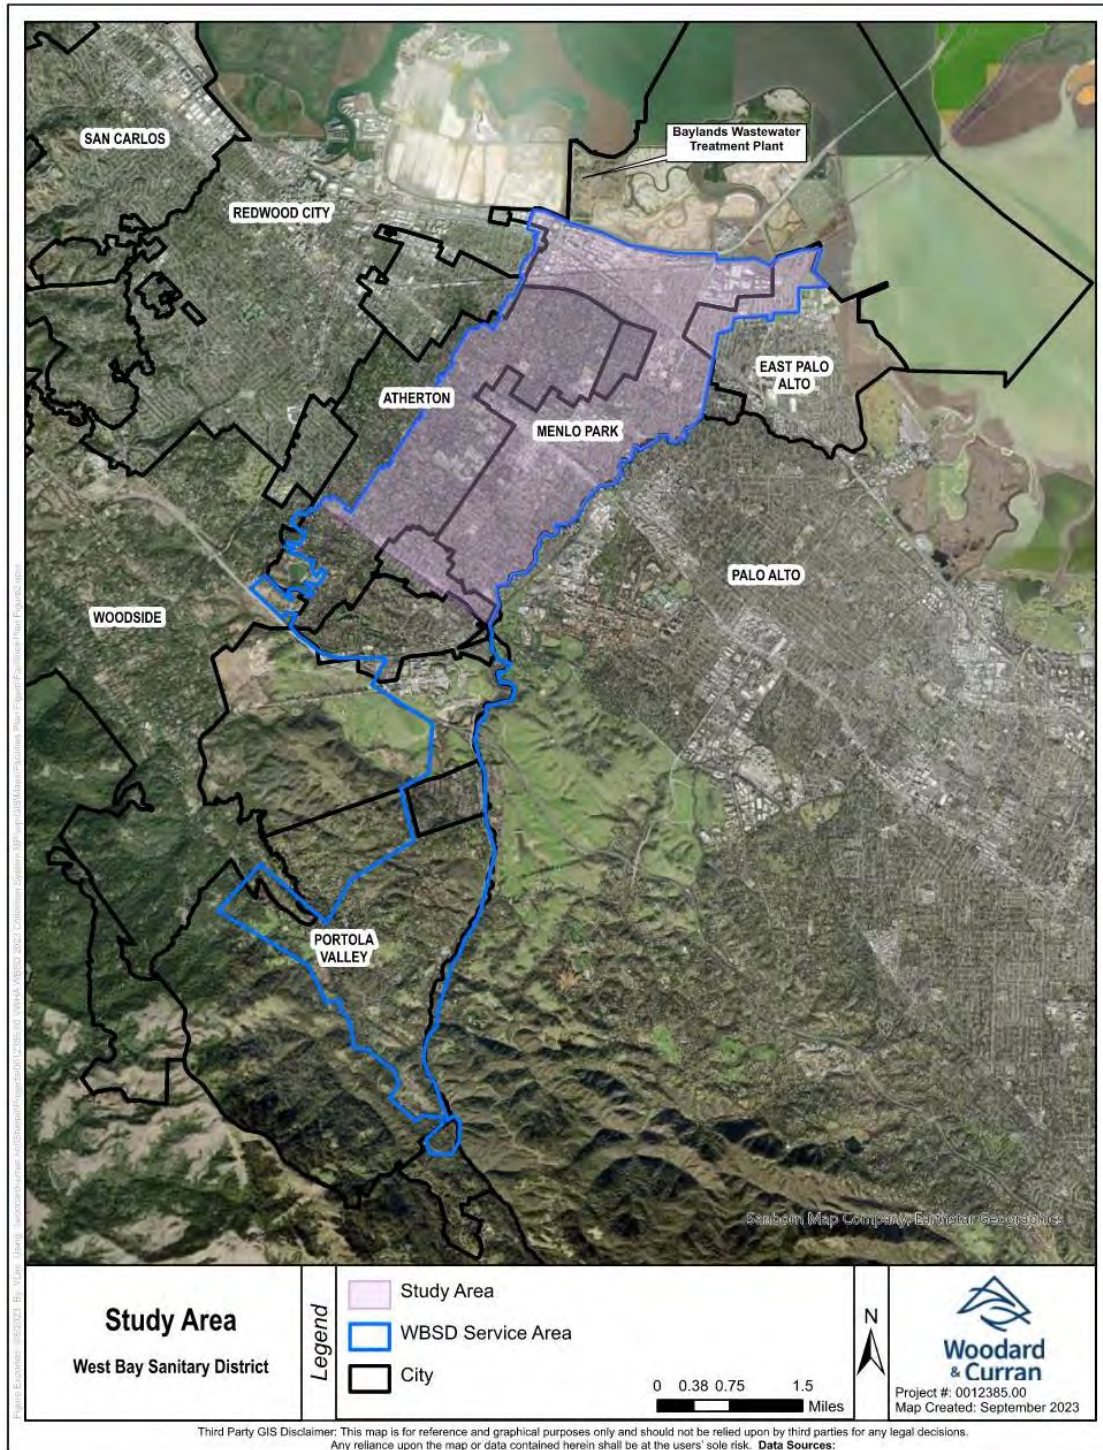 SAN CARLOS
Baylands Wastewater
Treatment Plant
REDWOOD CITY
EAST PALO
ALTO
ATHERTON
MENLO PARK
PALO ALTO
WOODSIDE
PORTOLA
VALLEY
Sanborn Map Company, Earthstar Geographics
Study Area
West Bay Sanitary District
Legend
Study Area
WBSD Service Area
City
0 0.38 0.75 1.5
Miles
N
Woodard
& Curran
Project #: 0012385.00
Map Created: September 2023
Third Party GIS Disclaimer: This map is for reference and graphical purposes only and should not be relied upon by third parties for any legal decisions.
Any reliance upon the map or data contained herein shall be at the users' sole risk. Data Sources: